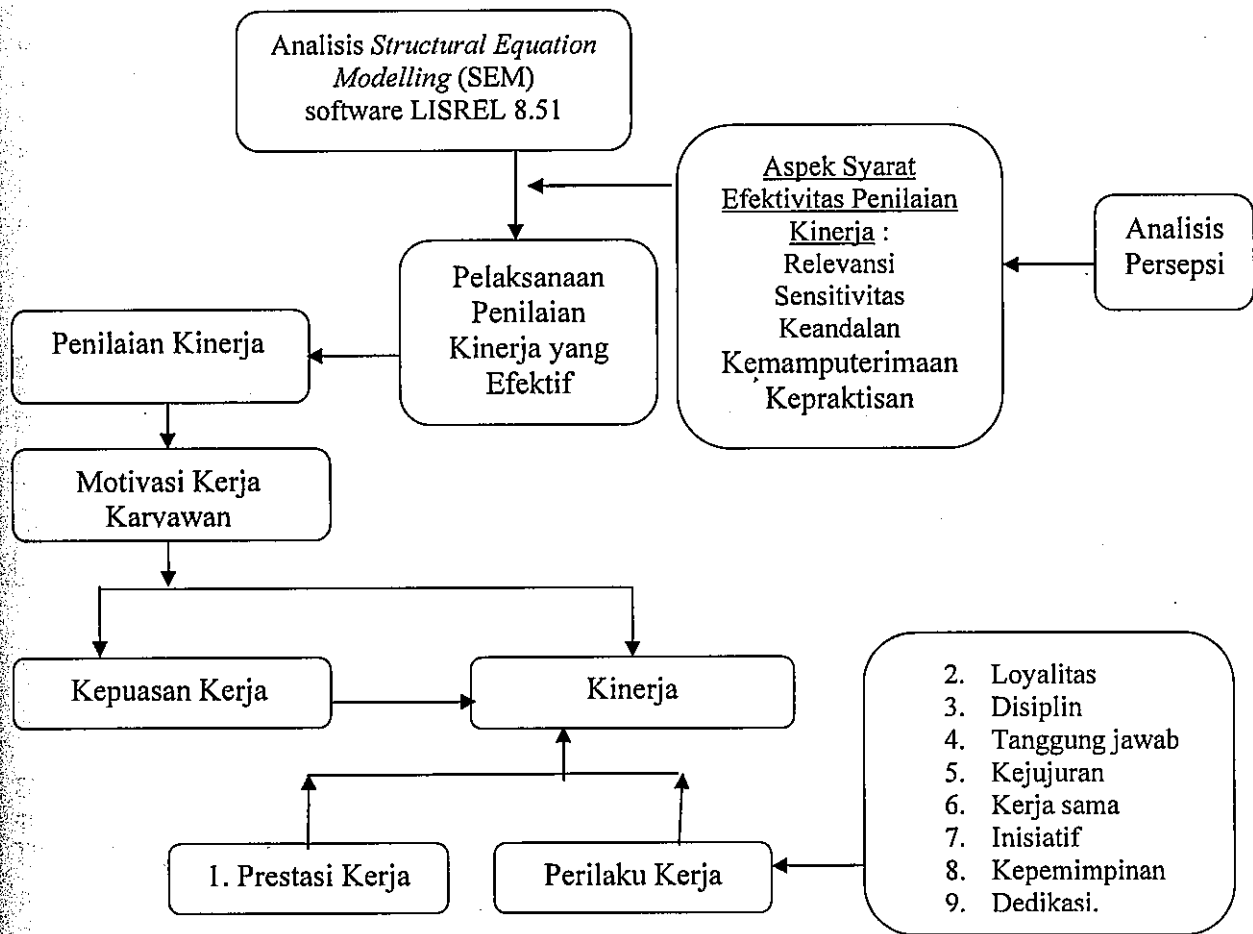 Analisis Structural Equation
Modelling (SEM)
software LISREL 8.51
Aspek Syarat
Efektivitas Penilaian
Kinerja :
Relevansi
Sensitivitas
Keandalan
Kemamputerimaan
Kepraktisan
Analisis
Persepsi
Pelaksanaan
Penilaian
Kinerja yang
Efektif
Penilaian Kinerja
Motivasi Kerja
Karyawan
Kepuasan Kerja
Kinerja
1. Prestasi Kerja
Perilaku Kerja
2. Loyalitas
3. Disiplin
4. Tanggung jawab
5. Kejujuran
6. Kerja sama
7. Inisiatif
8. Kepemimpinan
9. Dedikasi.